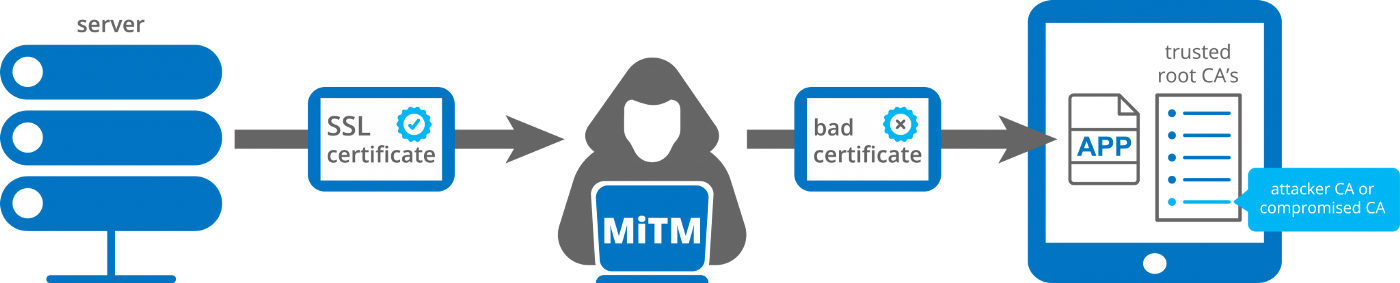 server
SSL
certificate
MiTM
bad
certificate
APP
trusted
root CA's
attacker CA or
compromised CA